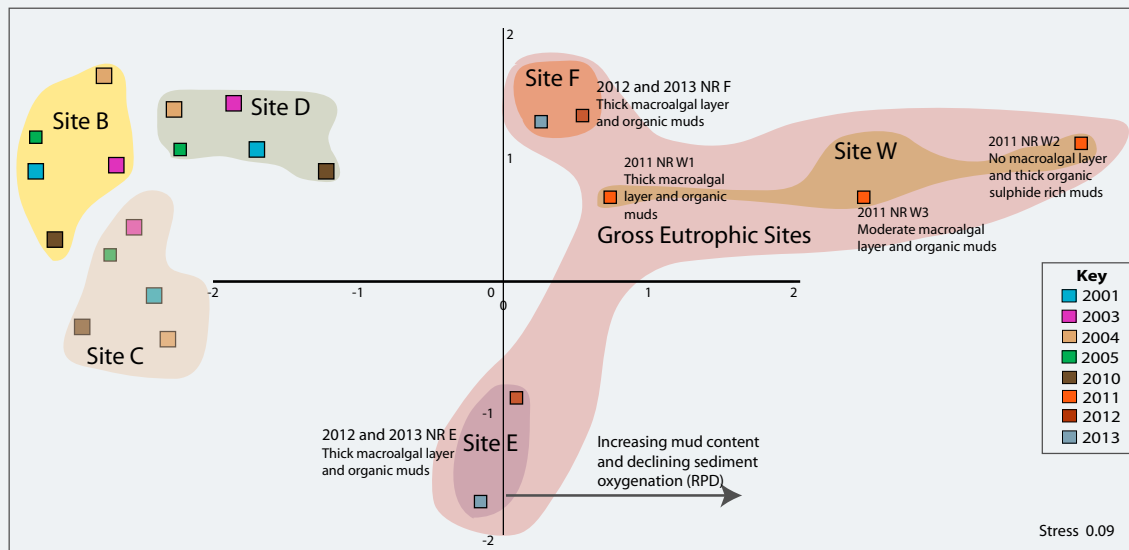 2
Site F
2012 and 2013 NR F
Thick macroalgal layer
and organic muds
Site D
Site B
1
Site W
2011 NR W2
No macroalgal layer
and thick organic
sulphide rich muds
2011 NR W1
Thick macroalgal
layer and organic
muds
2011 NR W3
Moderate macroalgal
layer and organic muds
Gross Eutrophic Sites
-2
-1
0
0
1
2
Key
2001
2003
2004
2005
2010
2011
2012
2013
Site C
-1
2012 and 2013 NR E
Thick macroalgal layer
and organic muds
Site E
Increasing mud content
and declining sediment
oxygenation (RPD)
-2
Stress 0.09